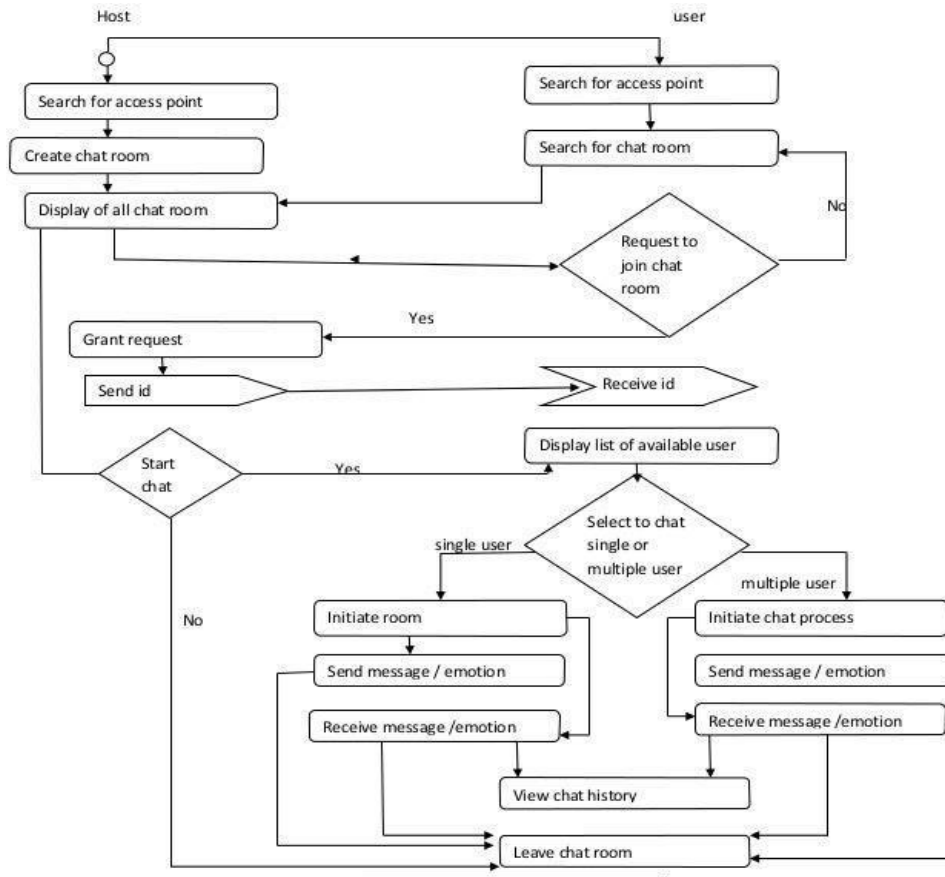 Host
user
Search for access point
Search for access point
Create chat room
Search for chat room
Display of all chat room
No
Request to
join chat
room
Yes
Grant request
Send id
Receive id
Display list of available user
Start
chat
Yes
Select to chat
single or
multiple user
single user
multiple user
No
Initiate room
Initiate chat process
Send message / emotion
Send message / emotion
Receive message /emotion
Receive message /emotion
View chat history
Leave chat room